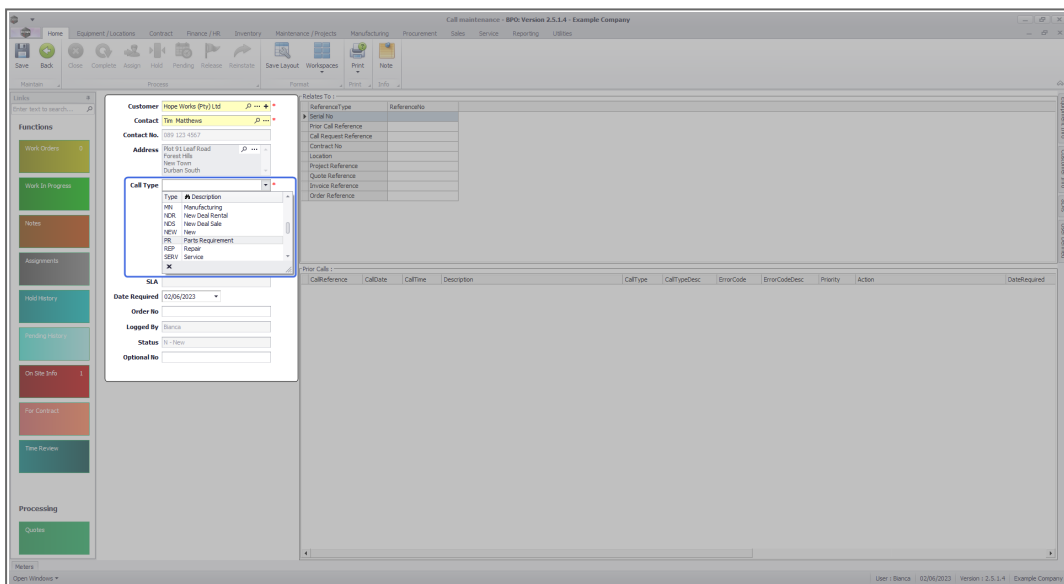 Call maintenance - BPO: Version 2.5.1.4 - Example Company
Home Equipment / Locations Contract Finance / HR Inventory Maintenance / Projects Manufacturing Procurement Sales Service Reporting Utilities
Save Back Close Complete Assign Hold Pending Release Reinstate Save Layout Workspaces Print Note
Maintain Process Format Print Info
Links
Enter text to search...
Functions
Work Orders 0
Work In Progress
Notes
Assignments
Hold History
Pending History
On Site Info 1
For Contract
Time Review
Processing
Quotes
Meters
Customer Hope Works (Pty) Ltd *
Contact Tim Matthews *
Contact No. 089 123 4567
Address Plot 91 Leaf Road
Forest Hills
New Town
Durban South
Call Type *
Type Description
MN Manufacturing
NDR New Deal Rental
NDS New Deal Sale
NEW New
PR Parts Requirement
REP Repair
SERV Service
SLA
Date Required 02/06/2023
Order No
Logged By Bianca
Status N - New
Optional No
Relates To :
ReferenceType ReferenceNo
Serial No
Prior Call Reference
Call Request Reference
Contract No
Location
Project Reference
Quote Reference
Invoice Reference
Order Reference
Prior Calls :
CallReference CallDate CallTime Description CallType CallTypeDesc ErrorCode ErrorCodeDesc Priority Action DateRequired
Open Windows
User : Bianca 02/06/2023 Version : 2.5.1.4 Example Company